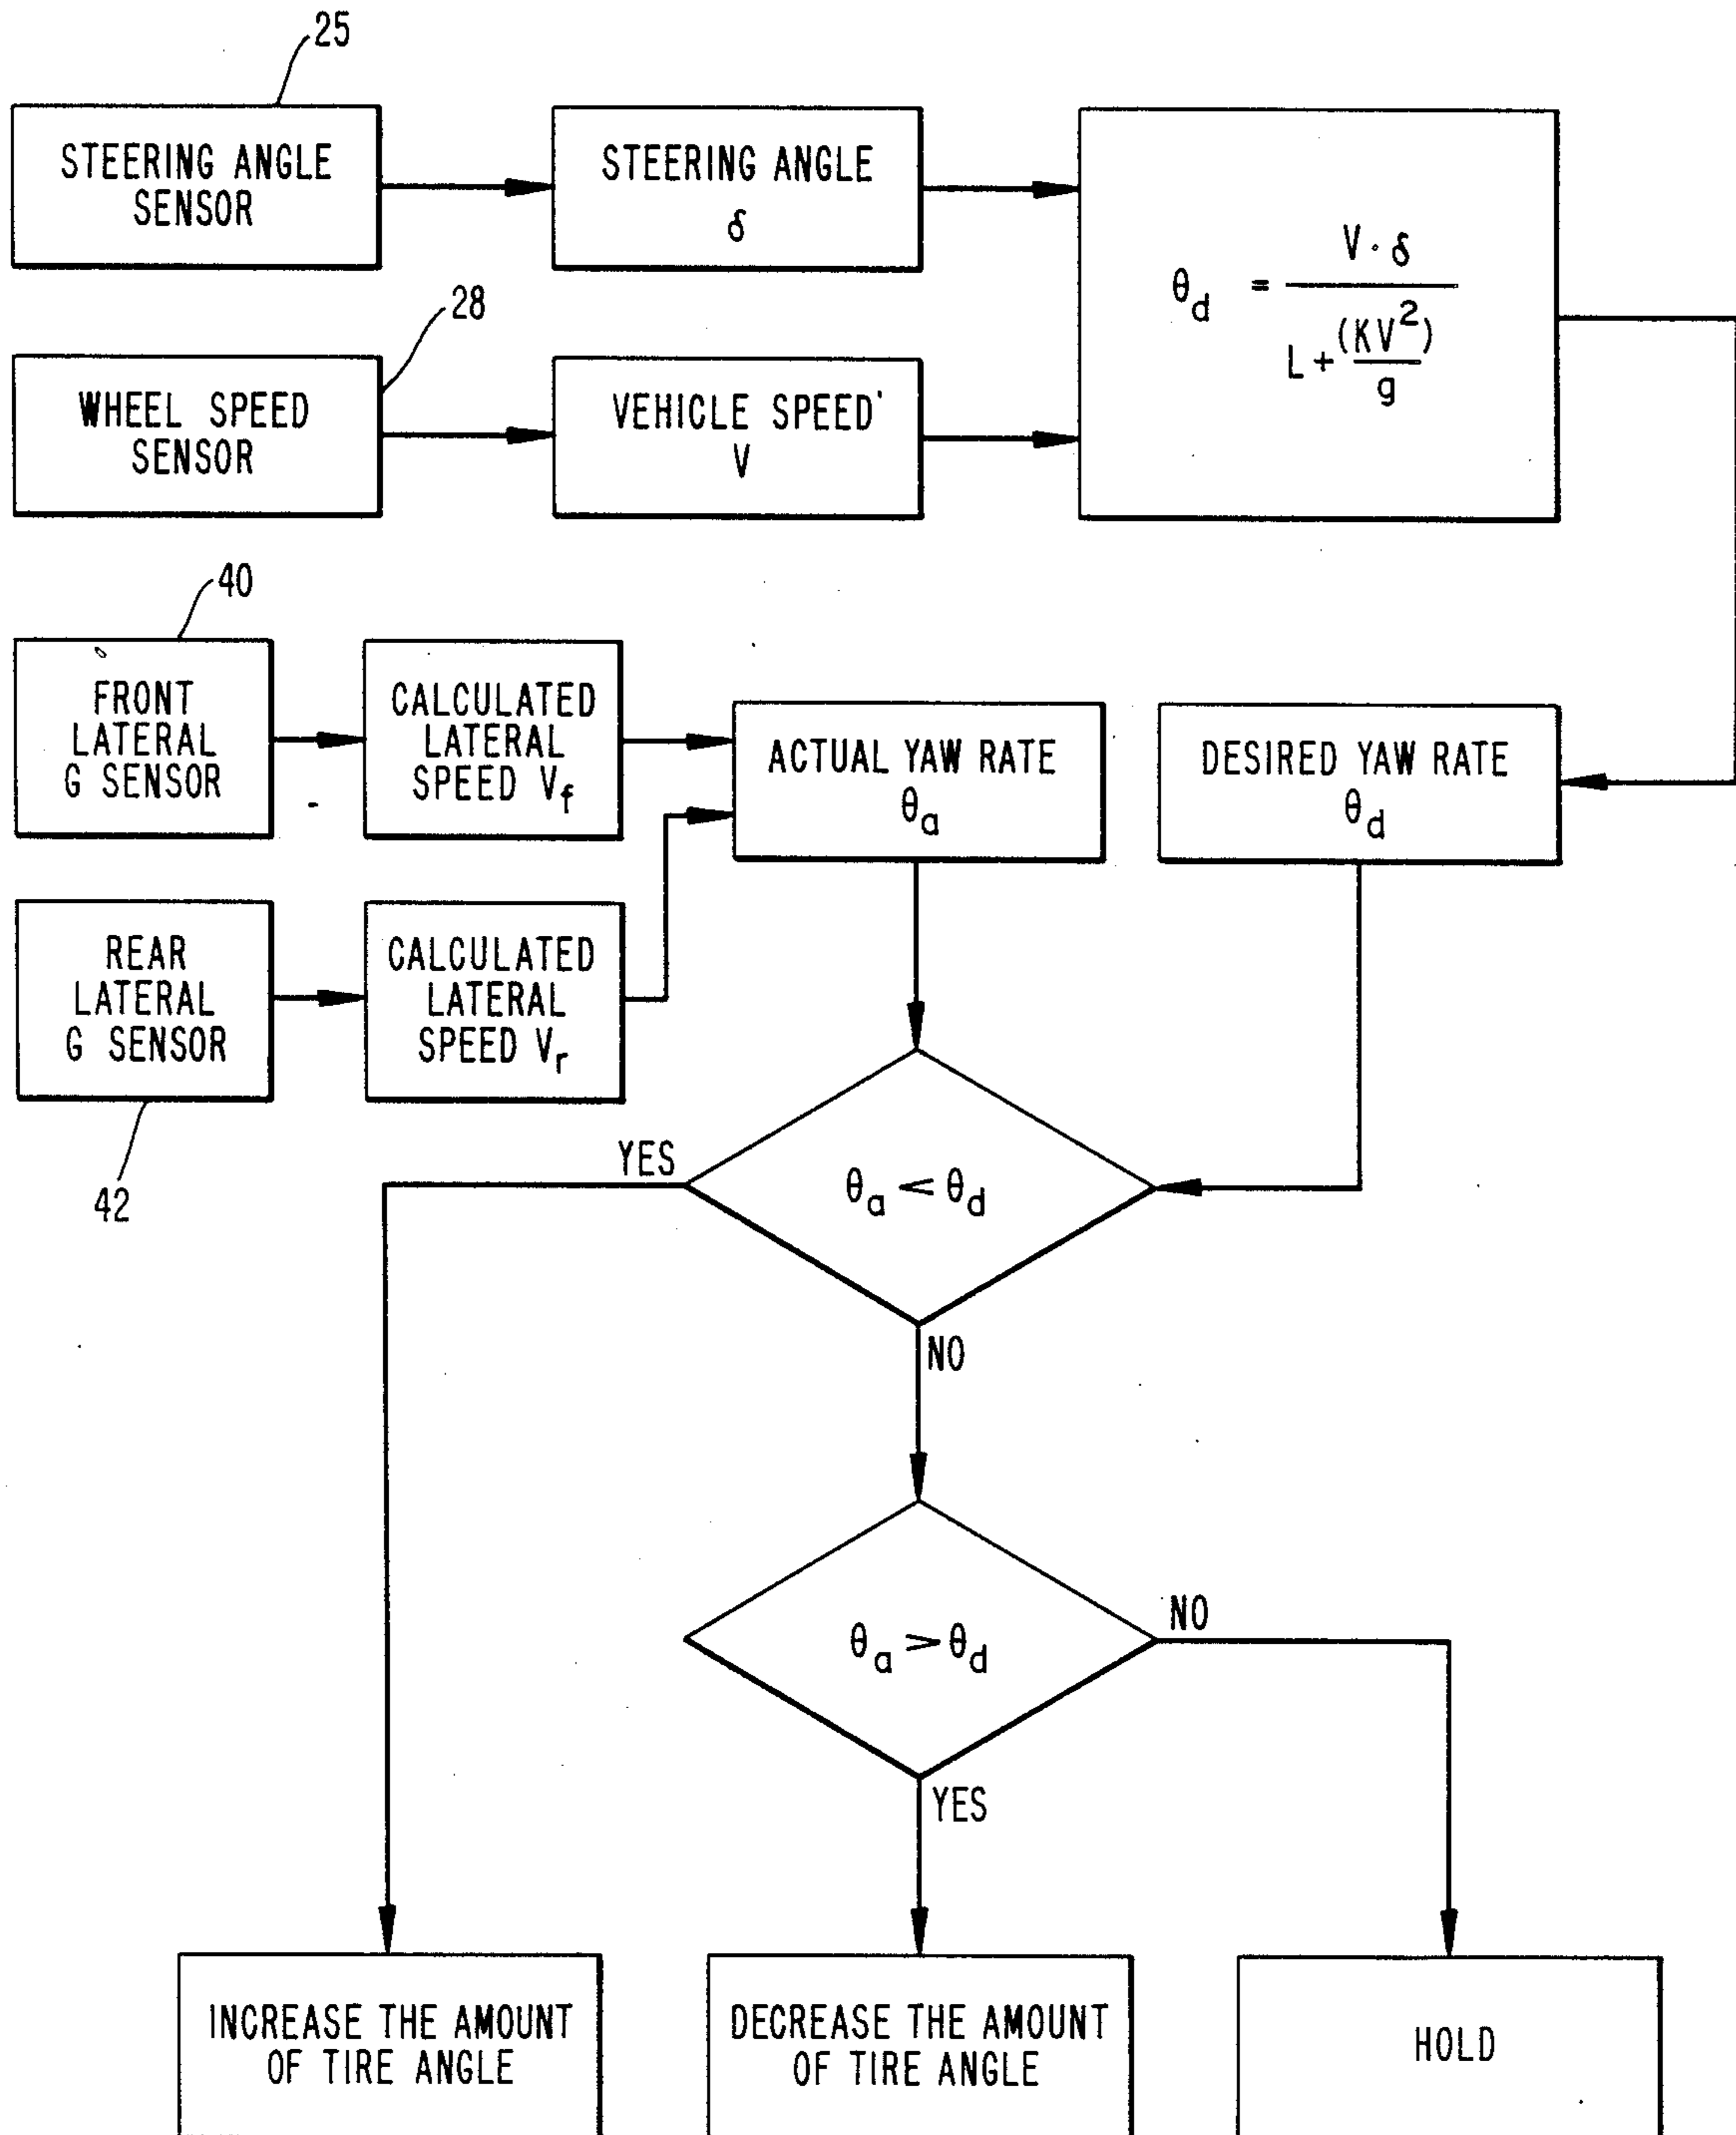 25
STEERING ANGLE
SENSOR
STEERING ANGLE
δ
θd = V · δ
L + (KV²)
g
28
WHEEL SPEED
SENSOR
VEHICLE SPEED
V
40
FRONT
LATERAL
G SENSOR
CALCULATED
LATERAL
SPEED Vf
ACTUAL YAW RATE
θa
DESIRED YAW RATE
θd
REAR
LATERAL
G SENSOR
CALCULATED
LATERAL
SPEED Vr
42
YES
θa < θd
NO
θa > θd
NO
YES
INCREASE THE AMOUNT
OF TIRE ANGLE
DECREASE THE AMOUNT
OF TIRE ANGLE
HOLD